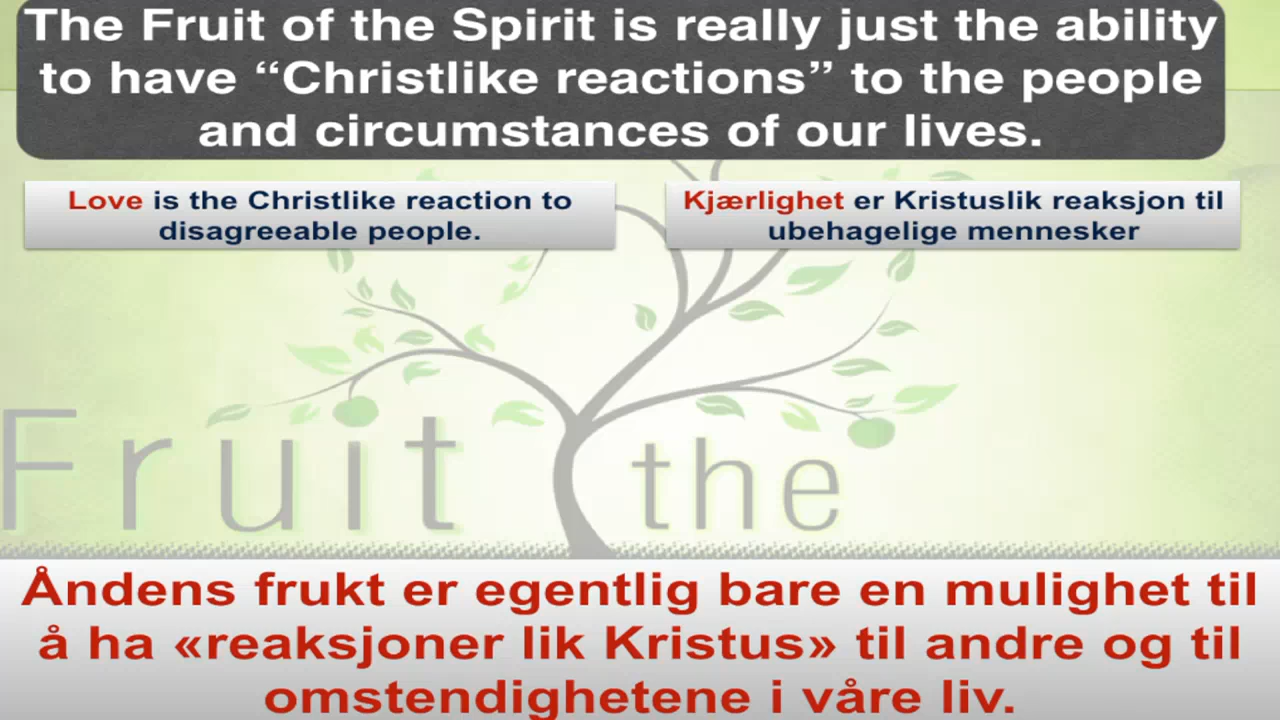 The Fruit of the Spirit is really just the ability
to have “Christlike reactions” to the people
and circumstances of our lives.
Love is the Christlike reaction to
disagreeable people.
Kjærlighet er Kristuslik reaksjon til
ubehagelige mennesker
Fruit the
Åndens frukt er egentlig bare en mulighet til
å ha «reaksjoner lik Kristus» til andre og til
omstendighetene i våre liv.